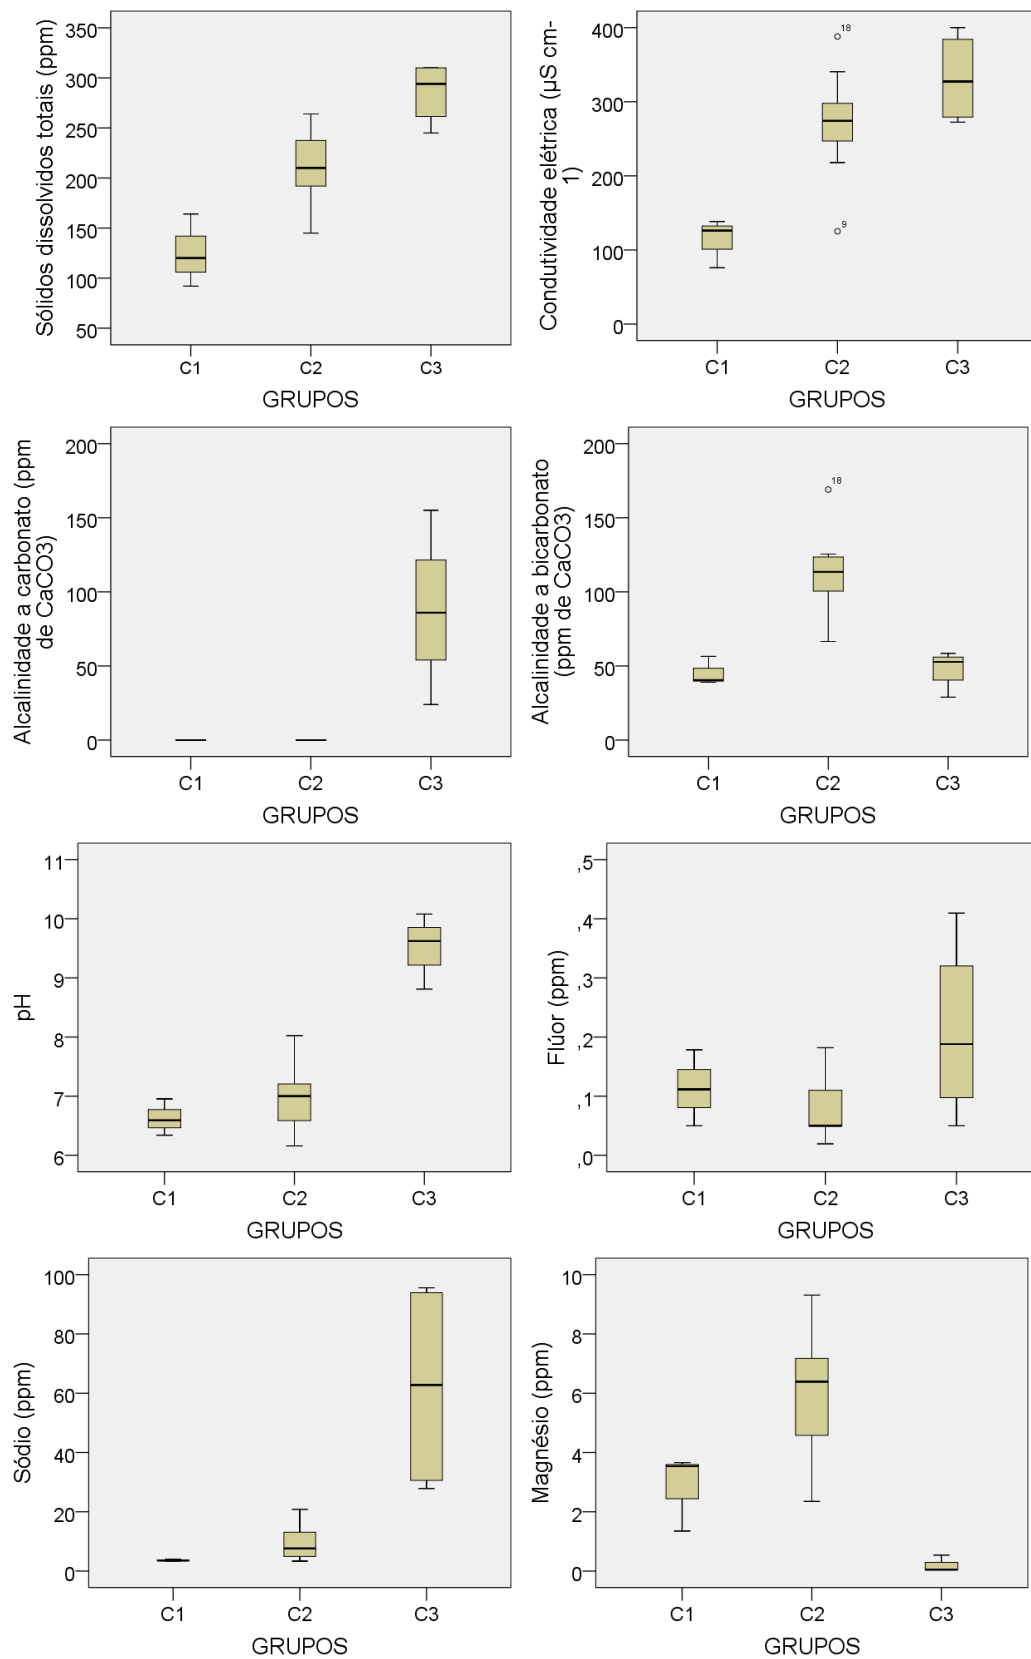 Sólidos dissolvidos totais (ppm)
350
300
250
200
150
100
50
C1 C2 C3
GRUPOS
Condutividade elétrica (µS cm-
1)
400
300
200
100
0
18
9
C1 C2 C3
GRUPOS
Alcalinidade a carbonato (ppm
de CaCO3)
200
150
100
50
0
C1 C2 C3
GRUPOS
Alcalinidade a bicarbonato
(ppm de CaCO3)
200
150
100
50
0
18
C1 C2 C3
GRUPOS
pH
11
10
9
8
7
6
C1 C2 C3
GRUPOS
Flúor (ppm)
,5
,4
,3
,2
,1
,0
C1 C2 C3
GRUPOS
Sódio (ppm)
100
80
60
40
20
0
C1 C2 C3
GRUPOS
Magnésio (ppm)
10
8
6
4
2
0
C1 C2 C3
GRUPOS